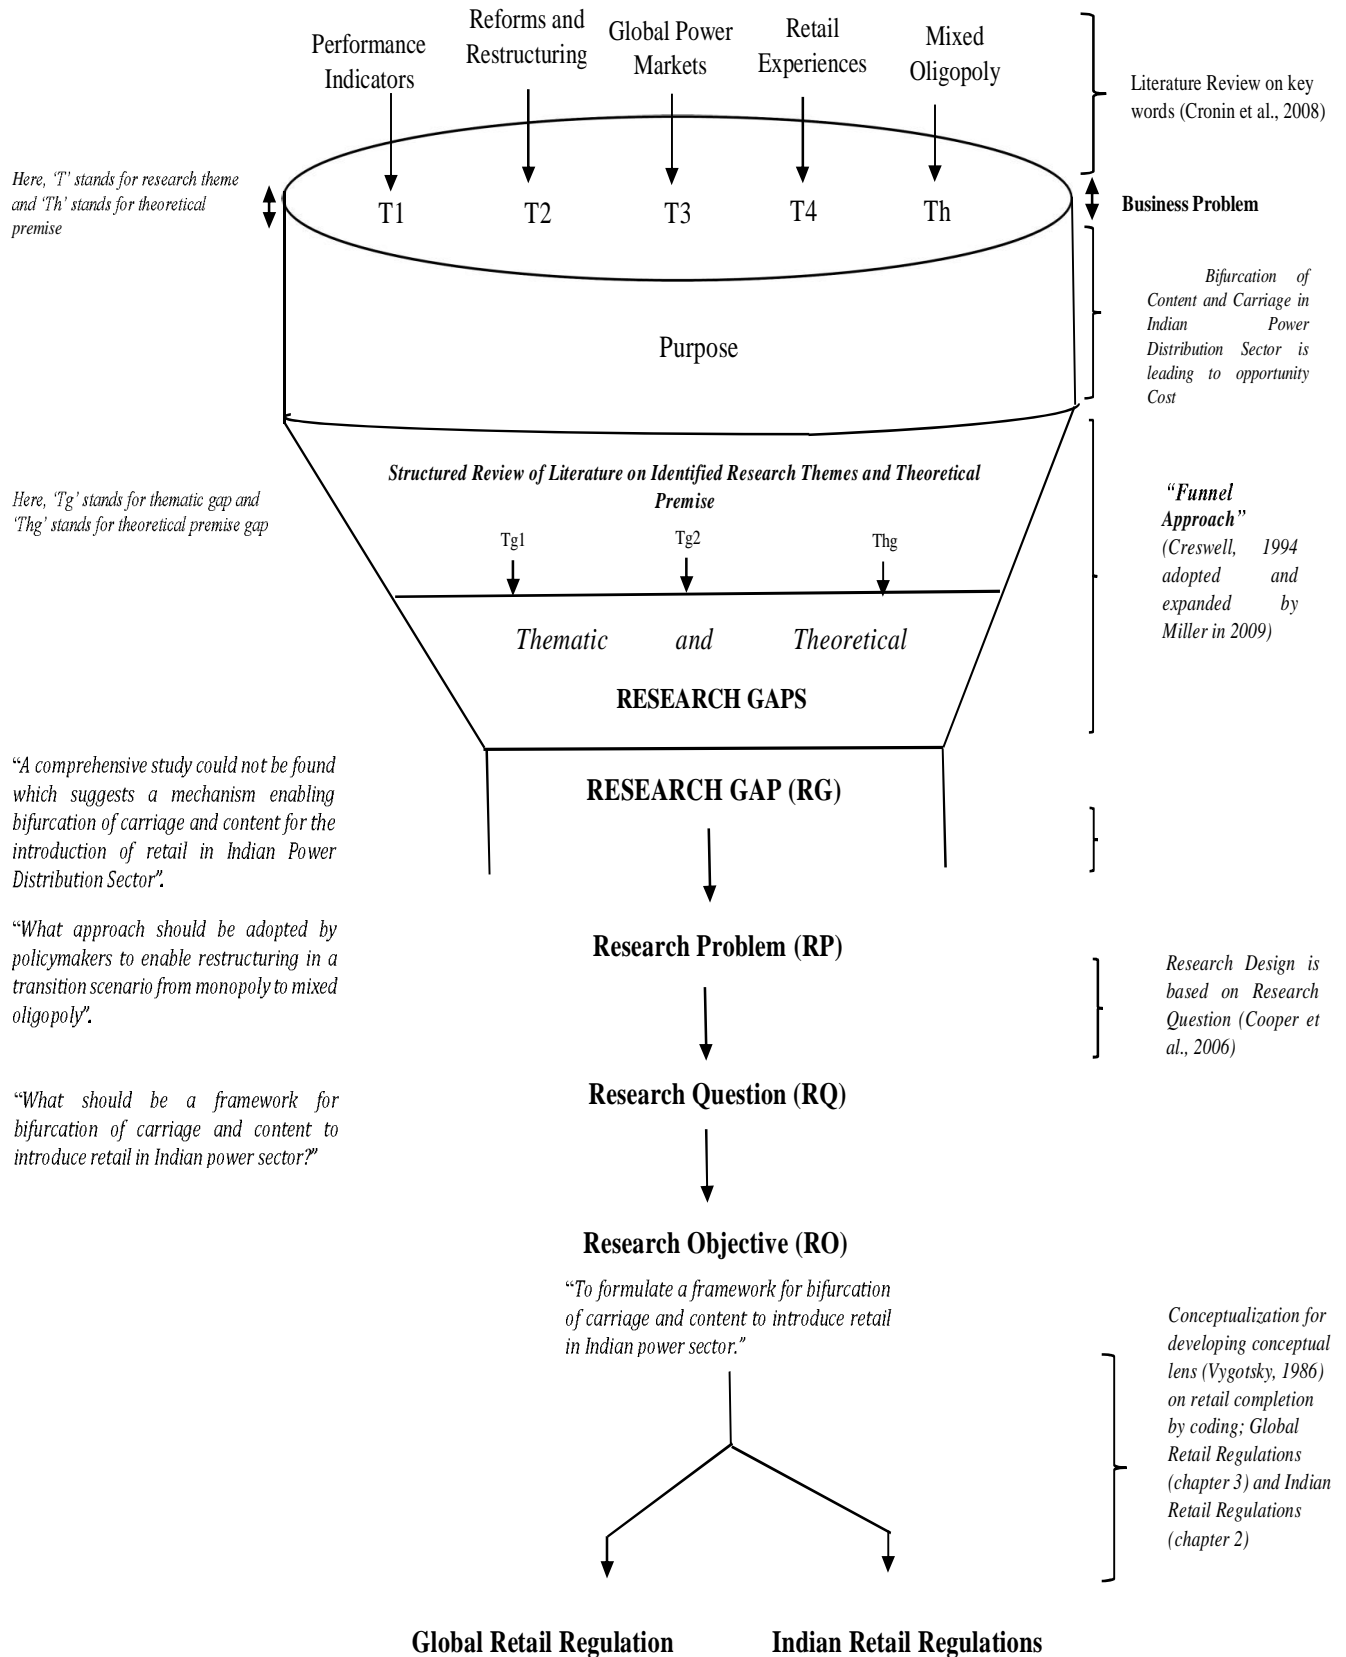 Performance
Indicators
Reforms and
Restructuring
Global Power
Markets
Retail
Experiences
Mixed
Oligopoly
Literature Review on key
words (Cronin et al., 2008)
Here, ‘T’ stands for research theme
and ‘Th’ stands for theoretical
premise
T1
T2
T3
T4
Th
Business Problem
Bifurcation of
Content and Carriage in
Indian Power
Distribution Sector is
leading to opportunity
Cost
Purpose
Structured Review of Literature on Identified Research Themes and Theoretical
Premise
Here, ‘Tg’ stands for thematic gap and
‘Thg’ stands for theoretical premise gap
Tg1
Tg2
Thg
“Funnel
Approach”
(Creswell, 1994
adopted and
expanded by
Miller in 2009)
Thematic and Theoretical
RESEARCH GAPS
“A comprehensive study could not be found
which suggests a mechanism enabling
bifurcation of carriage and content for the
introduction of retail in Indian Power
Distribution Sector”.
RESEARCH GAP (RG)
“What approach should be adopted by
policymakers to enable restructuring in a
transition scenario from monopoly to mixed
oligopoly”.
Research Problem (RP)
Research Design is
based on Research
Question (Cooper et
al., 2006)
“What should be a framework for
bifurcation of carriage and content to
introduce retail in Indian power sector?”
Research Question (RQ)
Research Objective (RO)
“To formulate a framework for bifurcation
of carriage and content to introduce retail
in Indian power sector.”
Conceptualization for
developing conceptual
lens (Vygotsky, 1986)
on retail completion
by coding; Global
Retail Regulations
(chapter 3) and Indian
Retail Regulations
(chapter 2)
Global Retail Regulation
Indian Retail Regulations